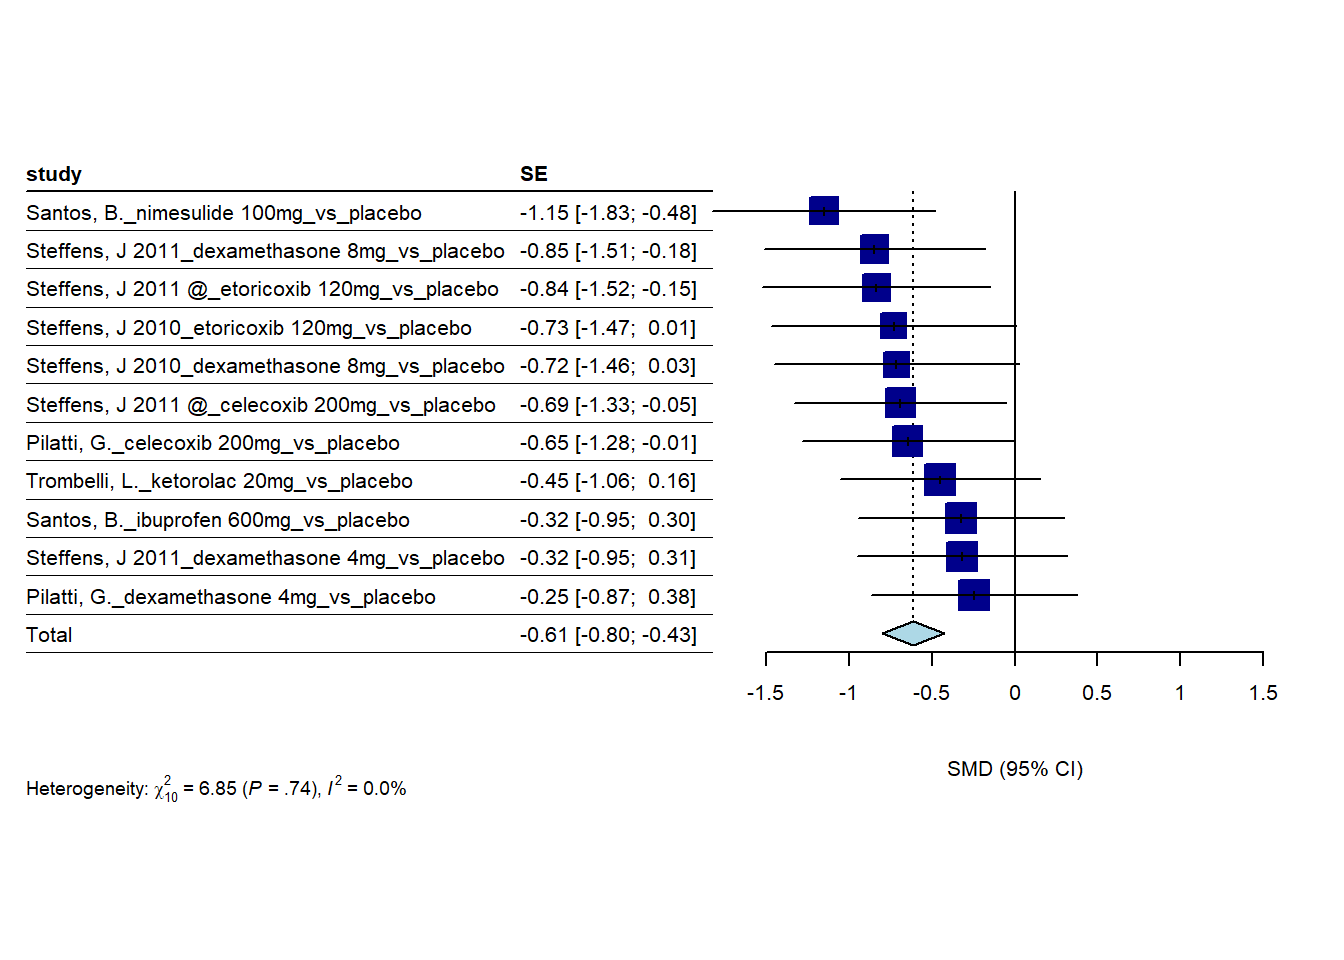 study SE
Santos, B._nimesulide 100mg_vs_placebo -1.15 [-1.83; -0.48]
Steffens, J 2011_dexamethasone 8mg_vs_placebo -0.85 [-1.51; -0.18]
Steffens, J 2011 @_etoricoxib 120mg_vs_placebo -0.84 [-1.52; -0.15]
Steffens, J 2010_etoricoxib 120mg_vs_placebo -0.73 [-1.47; 0.01]
Steffens, J 2010_dexamethasone 8mg_vs_placebo -0.72 [-1.46; 0.03]
Steffens, J 2011 @_celecoxib 200mg_vs_placebo -0.69 [-1.33; -0.05]
Pilatti, G._celecoxib 200mg_vs_placebo -0.65 [-1.28; -0.01]
Trombelli, L._ketorolac 20mg_vs_placebo -0.45 [-1.06; 0.16]
Santos, B._ibuprofen 600mg_vs_placebo -0.32 [-0.95; 0.30]
Steffens, J 2011_dexamethasone 4mg_vs_placebo -0.32 [-0.95; 0.31]
Pilatti, G._dexamethasone 4mg_vs_placebo -0.25 [-0.87; 0.38]
Total -0.61 [-0.80; -0.43]
-1.5 -1 -0.5 0 0.5 1 1.5
SMD (95% CI)
Heterogeneity: χ²₁₀ = 6.85 (P = .74), I² = 0.0%